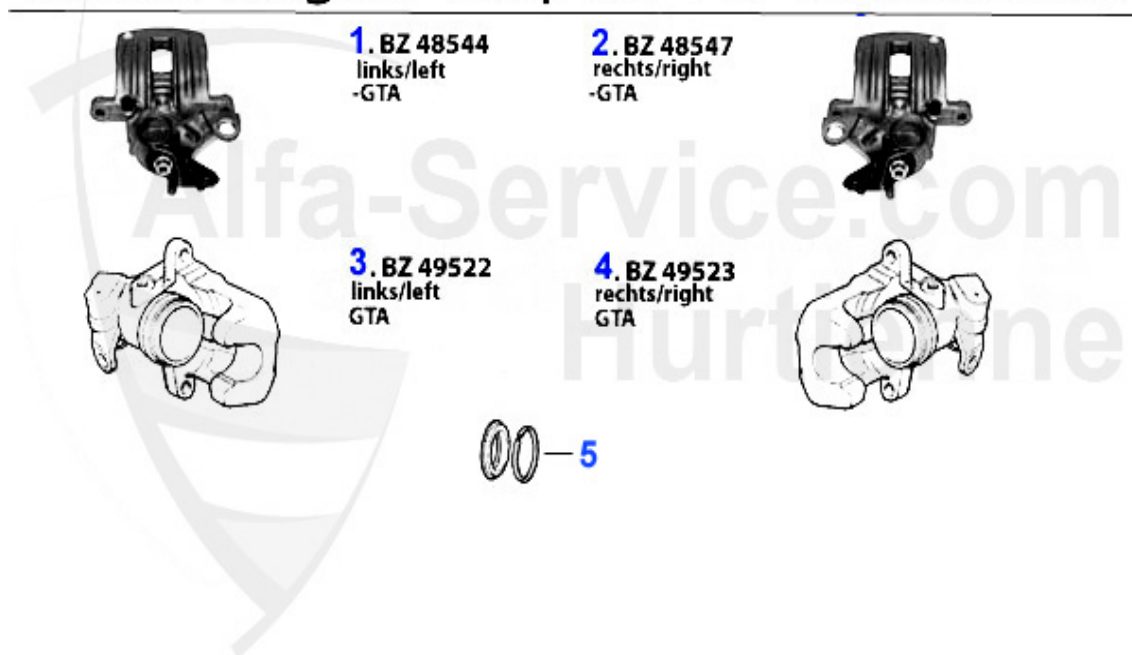 1. BZ 48544
links/left
-GTA
2. BZ 48547
rechts/right
-GTA
Alfa-Service.com
Hürtienne
3. BZ 49522
links/left
GTA
4. BZ 49523
rechts/right
GTA
5